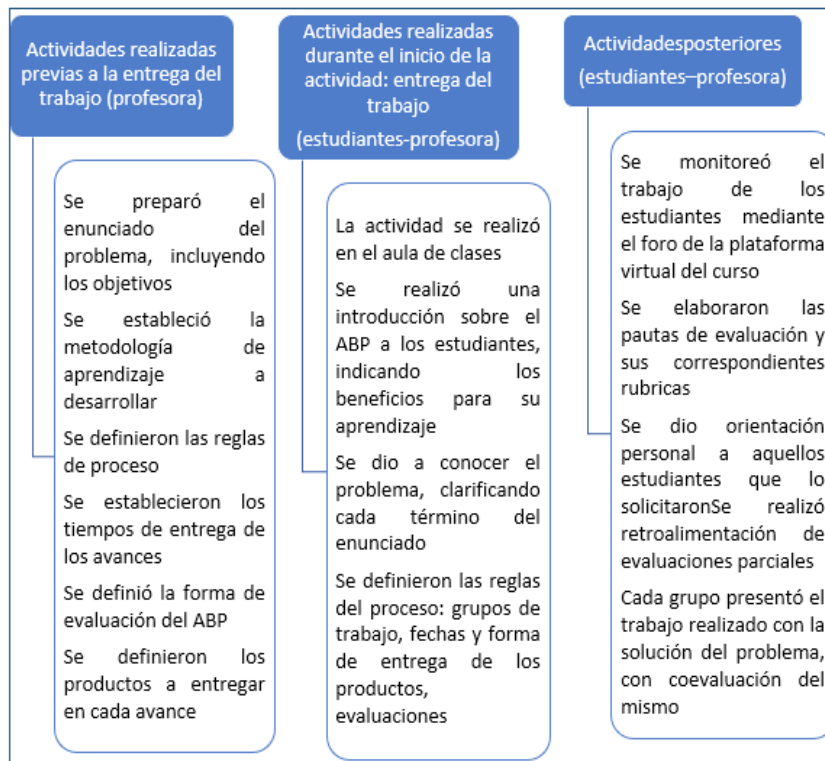 Actividades realizadas
previas a la entrega del
trabajo (profesora)
Se preparó el
enunciado del
problema, incluyendo
los objetivos
Se estableció la
metodología de
aprendizaje a
desarrollar
Se definieron las reglas
de proceso
Se establecieron los
tiempos de entrega de
los avances
Se definió la forma de
evaluación del ABP
Se definieron los
productos a entregar
en cada avance
Actividades realizadas
durante el inicio de la
actividad: entrega del
trabajo
(estudiantes-profesora)
La actividad se realizó
en el aula de clases
Se realizó una
introducción sobre el
ABP a los estudiantes,
indicando los
beneficios para su
aprendizaje
Se dio a conocer el
problema, clarificando
cada término del
enunciado
Se definieron las reglas
del proceso: grupos de
trabajo, fechas y forma
de entrega de los
productos,
evaluaciones
Actividadesposteriores
(estudiantes–profesora)
Se monitoreó el
trabajo de los
estudiantes mediante
el foro de la plataforma
virtual del curso
Se elaboraron las
pautas de evaluación y
sus correspondientes
rubricas
Se dio orientación
personal a aquellos
estudiantes que lo
solicitaronSe realizó
retroalimentación de
evaluaciones parciales
Cada grupo presentó el
trabajo realizado con la
solución del problema,
con coevaluación del
mismo